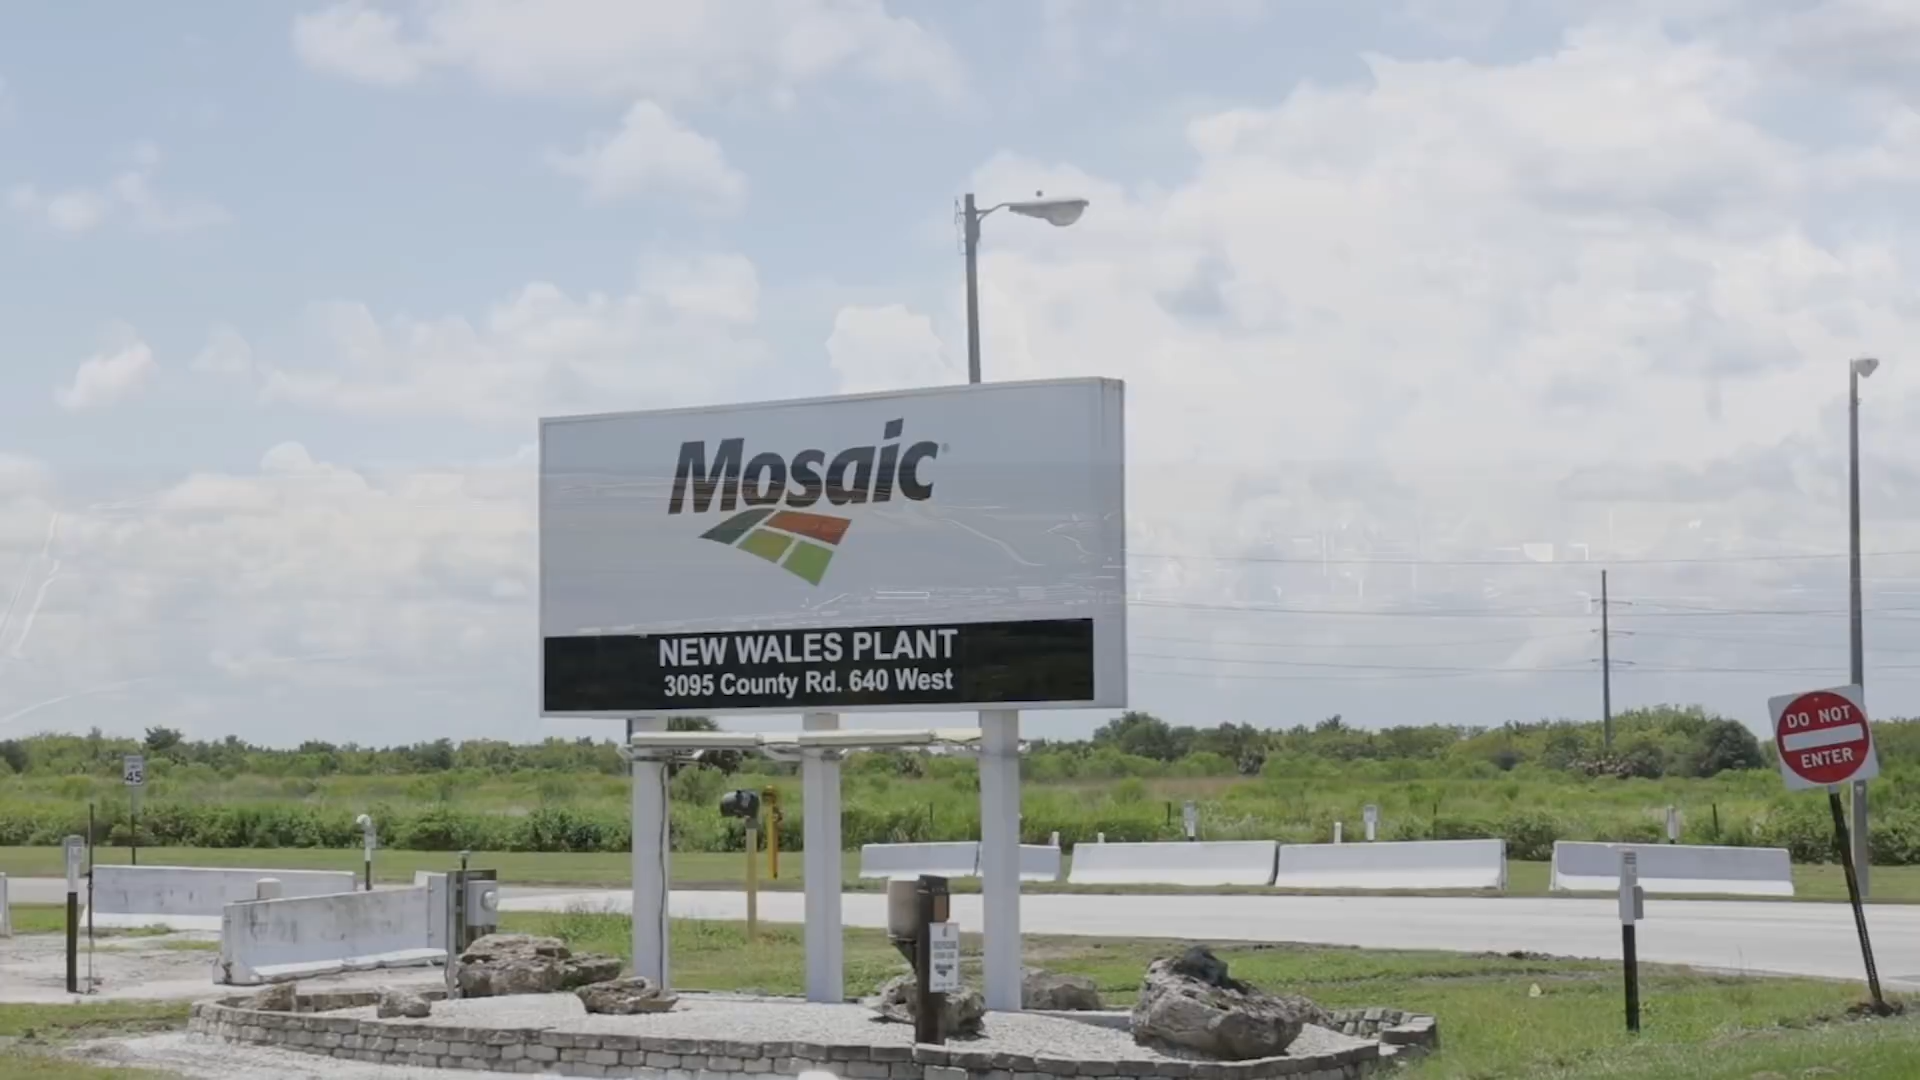 Mosaic
NEW WALES PLANT
3095 County Rd. 640 West
45
DO NOT
ENTER